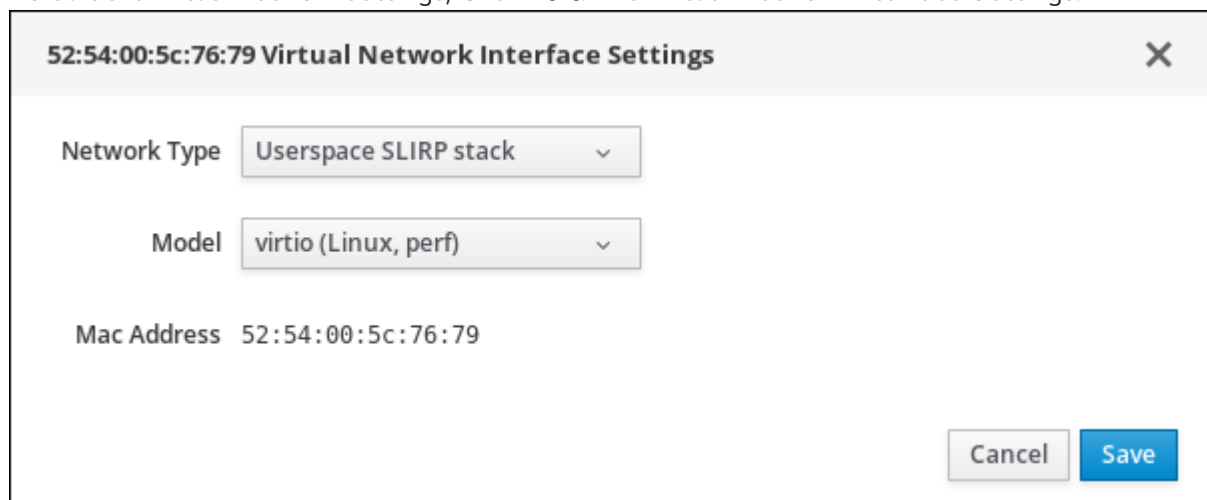 52:54:00:5c:76:79 Virtual Network Interface Settings
Network Type Userspace SLIRP stack
Model virtio (Linux, perf)
Mac Address 52:54:00:5c:76:79
Cancel Save